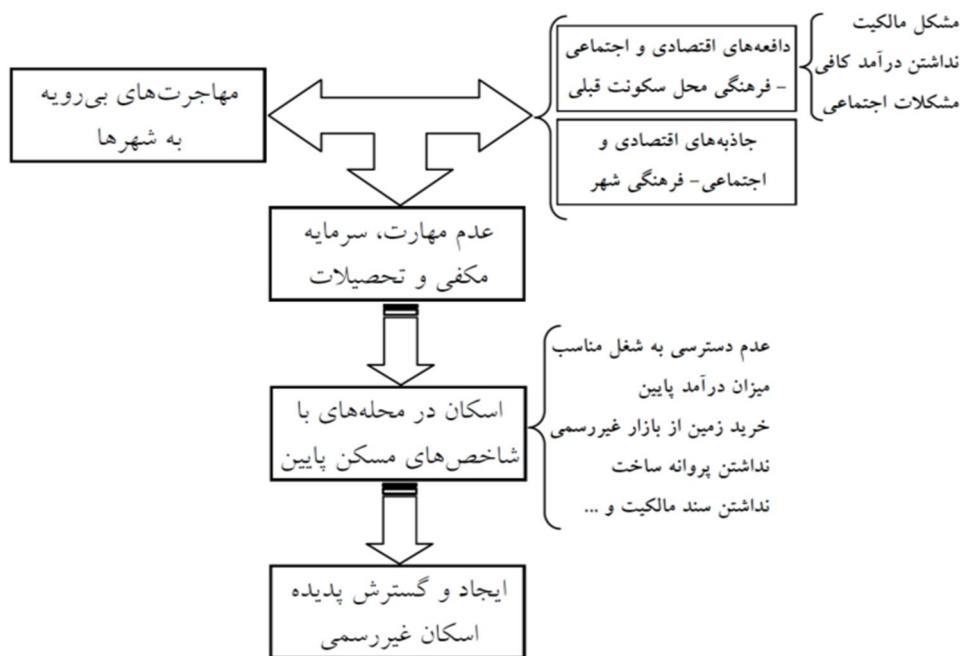 مشکل مالکیت
نداشتن درآمد کافی
مشکلات اجتماعی
دافعه‌های اقتصادی و اجتماعی
– فرهنگی محل سکونت قبلی
جاذبه‌های اقتصادی و
اجتماعی– فرهنگی شهر
مهاجرت‌های بی‌رویه
به شهرها
عدم مهارت، سرمایه
مکفی و تحصیلات
عدم دسترسی به شغل مناسب
میزان درآمد پایین
خرید زمین از بازار غیررسمی
نداشتن پروانه ساخت
نداشتن سند مالکیت و ...
اسکان در محله‌های با
شاخص‌های مسکن پایین
ایجاد و گسترش پدیده
اسکان غیررسمی